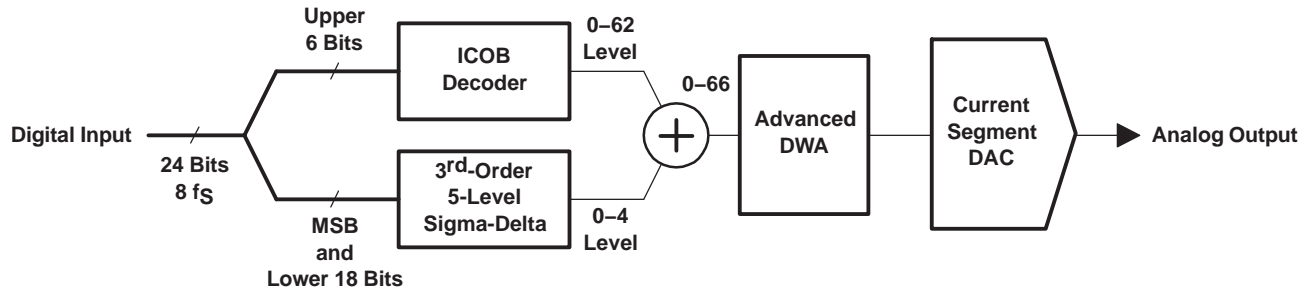 Upper
6 Bits
ICOB
Decoder
0–62
Level
0–66
Digital Input
24 Bits
8 fS
Advanced
DWA
Current
Segment
DAC
Analog Output
MSB
and
Lower 18 Bits
3rd-Order
5-Level
Sigma-Delta
0–4
Level